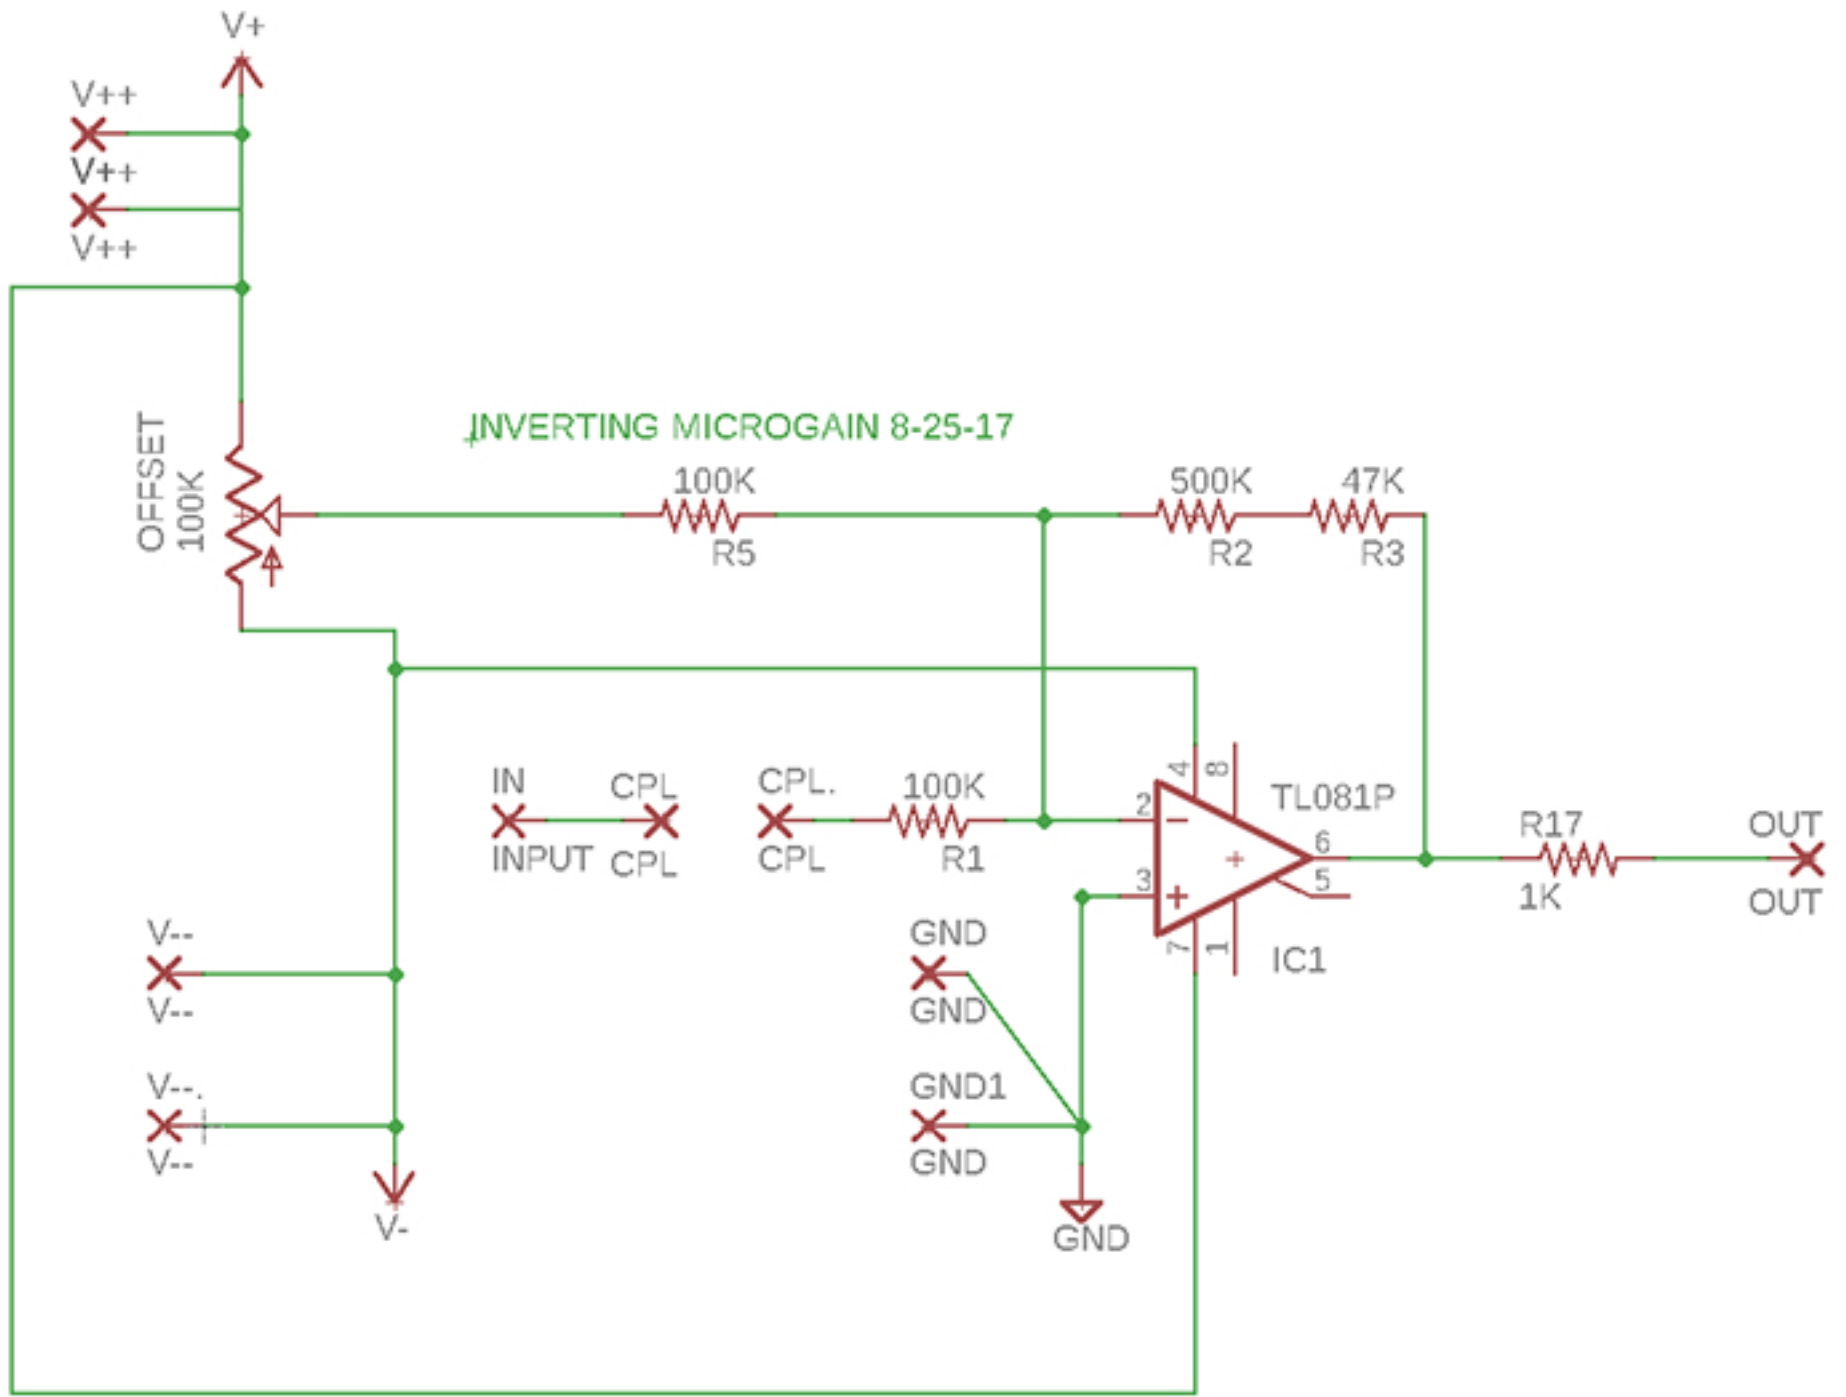 V+
V++
V++
V++
OFFSET
100K
INVERTING MICROGAIN 8-25-17
100K
R5
500K
R2
47K
R3
IN
INPUT
CPL
CPL
CPL.
CPL
100K
R1
2
3
4
8
7
1
6
5
TL081P
IC1
R17
1K
OUT
OUT
V--
V--
V--.
V--
V-
GND
GND
GND1
GND
GND